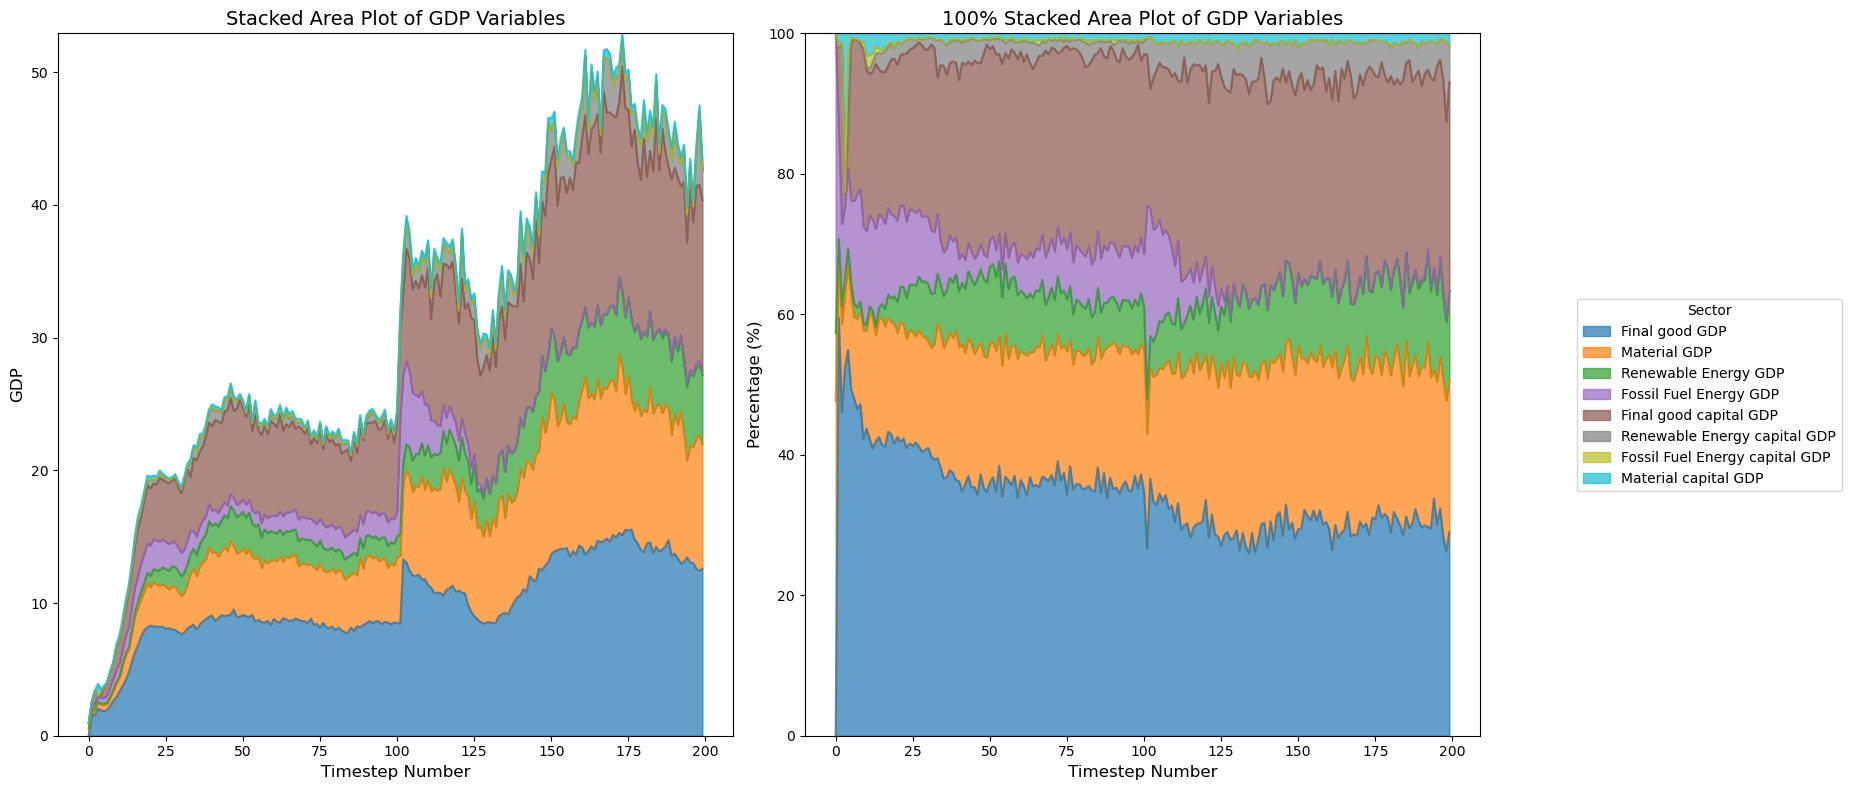 Stacked Area Plot of GDP Variables
GDP
50
40
30
20
10
0
0 25 50 75 100 125 150 175 200
Timestep Number
100% Stacked Area Plot of GDP Variables
Percentage (%)
100
80
60
40
20
0
0 25 50 75 100 125 150 175 200
Timestep Number
Sector
Final good GDP
Material GDP
Renewable Energy GDP
Fossil Fuel Energy GDP
Final good capital GDP
Renewable Energy capital GDP
Fossil Fuel Energy capital GDP
Material capital GDP